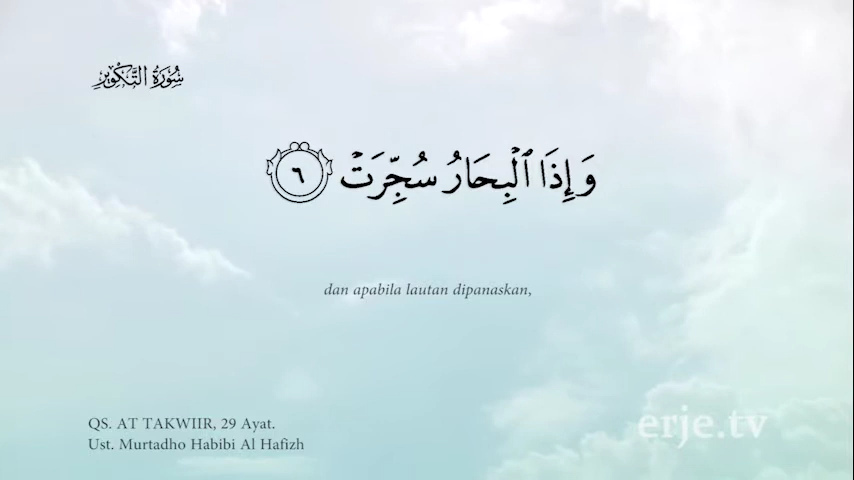 سُورَةُ التَّكْوِيرِ
وَإِذَا ٱلْبِحَارُ سُجِّرَتْ ٦
dan apabila lautan dipanaskan,
QS. AT TAKWIIR, 29 Ayat.
Ust. Murtadho Habibi Al Hafizh
erje.tv